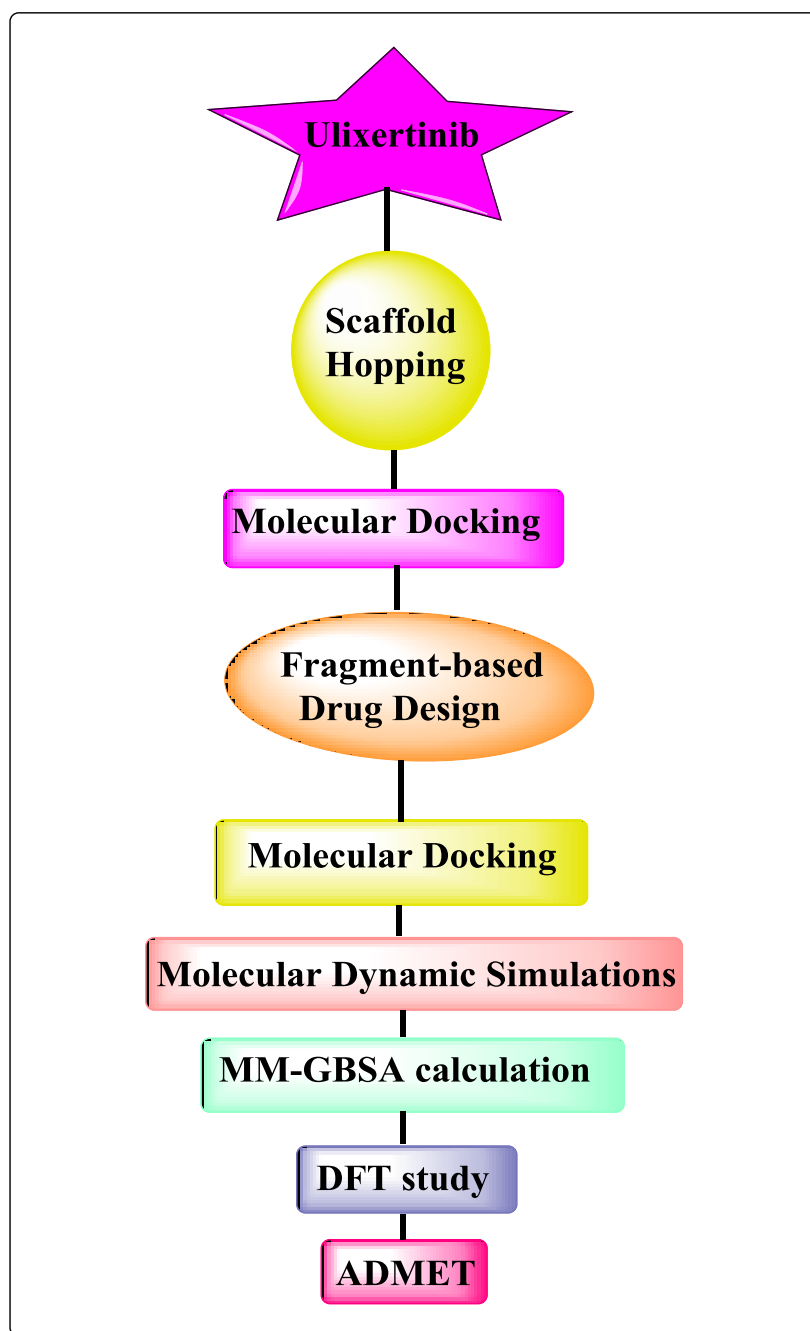 Ulixertinib
Scaffold
Hopping
Molecular Docking
Fragment-based
Drug Design
Molecular Docking
Molecular Dynamic Simulations
MM-GBSA calculation
DFT study
ADMET